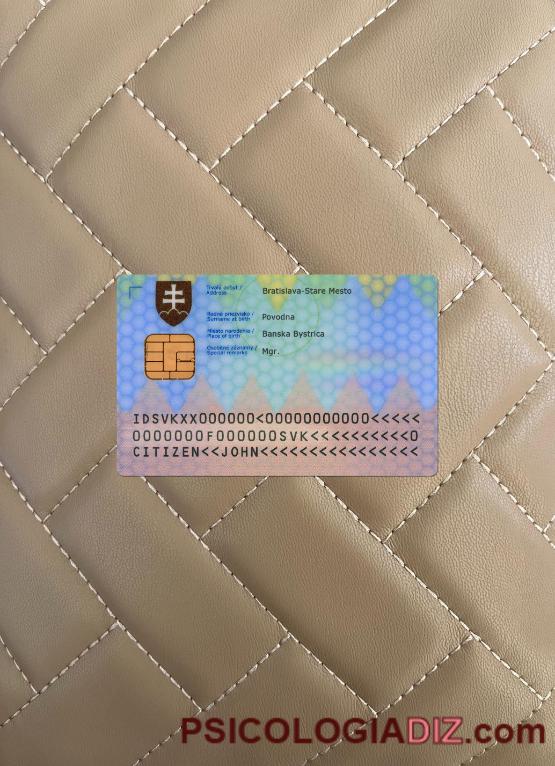 Trvalý pobyt /
Address
Bratislava-Stare Mesto
Rodné priezvisko /
Surname at birth
Povodna
Miesto narodenia /
Place of birth
Banska Bystrica
Osobitné záznamy /
Special remarks
Mgr.
IDSVKXX000000<00000000000<<<<<
0000000F000000SVK<<<<<<<<<<<0
CITIZEN<<JOHN<<<<<<<<<<<<<<<<<
PSICOLOGIADIZ.com